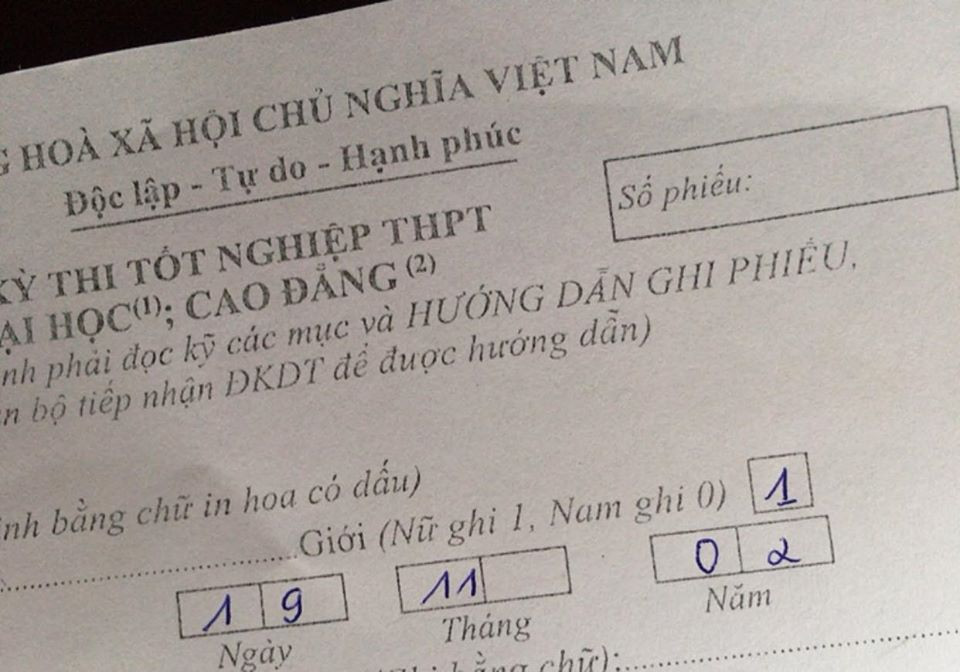 HOÀ XÃ HỘI CHỦ NGHĨA VIỆT NAM
Độc lập - Tự do - Hạnh phúc
Số phiếu:
KỲ THI TỐT NGHIỆP THPT
ẠI HỌC(1); CAO ĐẲNG (2)
nh phải đọc kỹ các mục và HƯỚNG DẪN GHI PHIẾU,
n bộ tiếp nhận ĐKDT để được hướng dẫn)
inh bằng chữ in hoa có dấu)
Giới (Nữ ghi 1, Nam ghi 0) 1
1 9 11 0 2
Ngày Tháng Năm
bằng chữ):